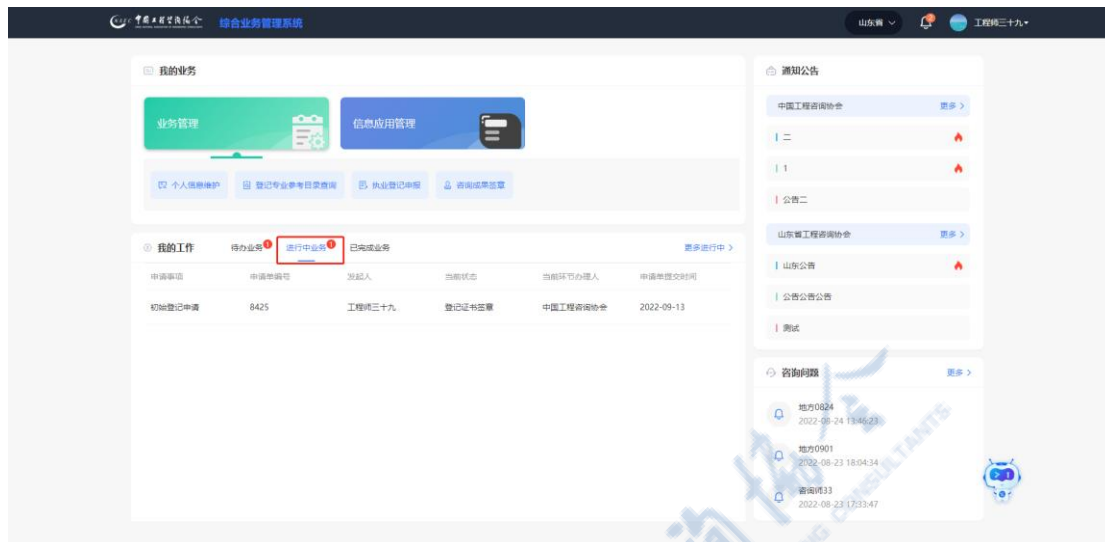 中国工程咨询协会 综合业务管理系统 山东省 工程师三十九
我的业务
业务管理
信息应用管理
个人信息维护 登记专业参考目录查询 执业登记申报 咨询成果签章
我的工作 待办业务 1 进行中业务 1 已完成业务 更多进行中 >
申请事项 申请单编号 发起人 当前状态 当前环节办理人 申请单提交时间
初始登记申请 8425 工程师三十九 登记证书签章 中国工程咨询协会 2022-09-13
通知公告
中国工程咨询协会 更多 >
二
1
公告二
山东省工程咨询协会 更多 >
山东公告
公告公告公告
测试
咨询问题 更多 >
地方0824
2022-08-24 13:46:23
地方0901
2022-08-23 18:04:34
咨询师33
2022-08-23 17:33:47
询协会
CONSULTANTS